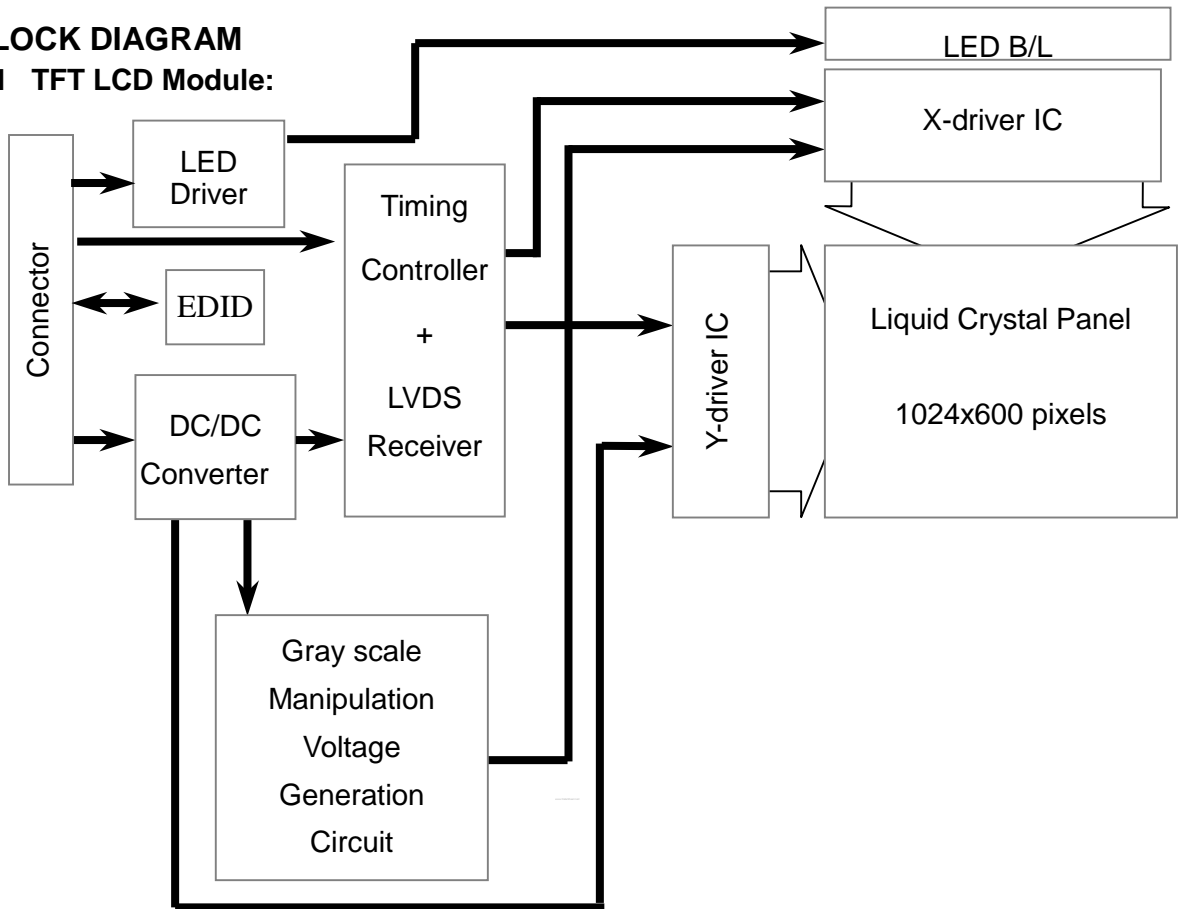 LOCK DIAGRAM
TFT LCD Module:
LED B/L
X-driver IC
LED
Driver
Timing
Controller
+
LVDS
Receiver
Connector
EDID
DC/DC
Converter
Y-driver IC
Liquid Crystal Panel
1024x600 pixels
Gray scale
Manipulation
Voltage
Generation
Circuit